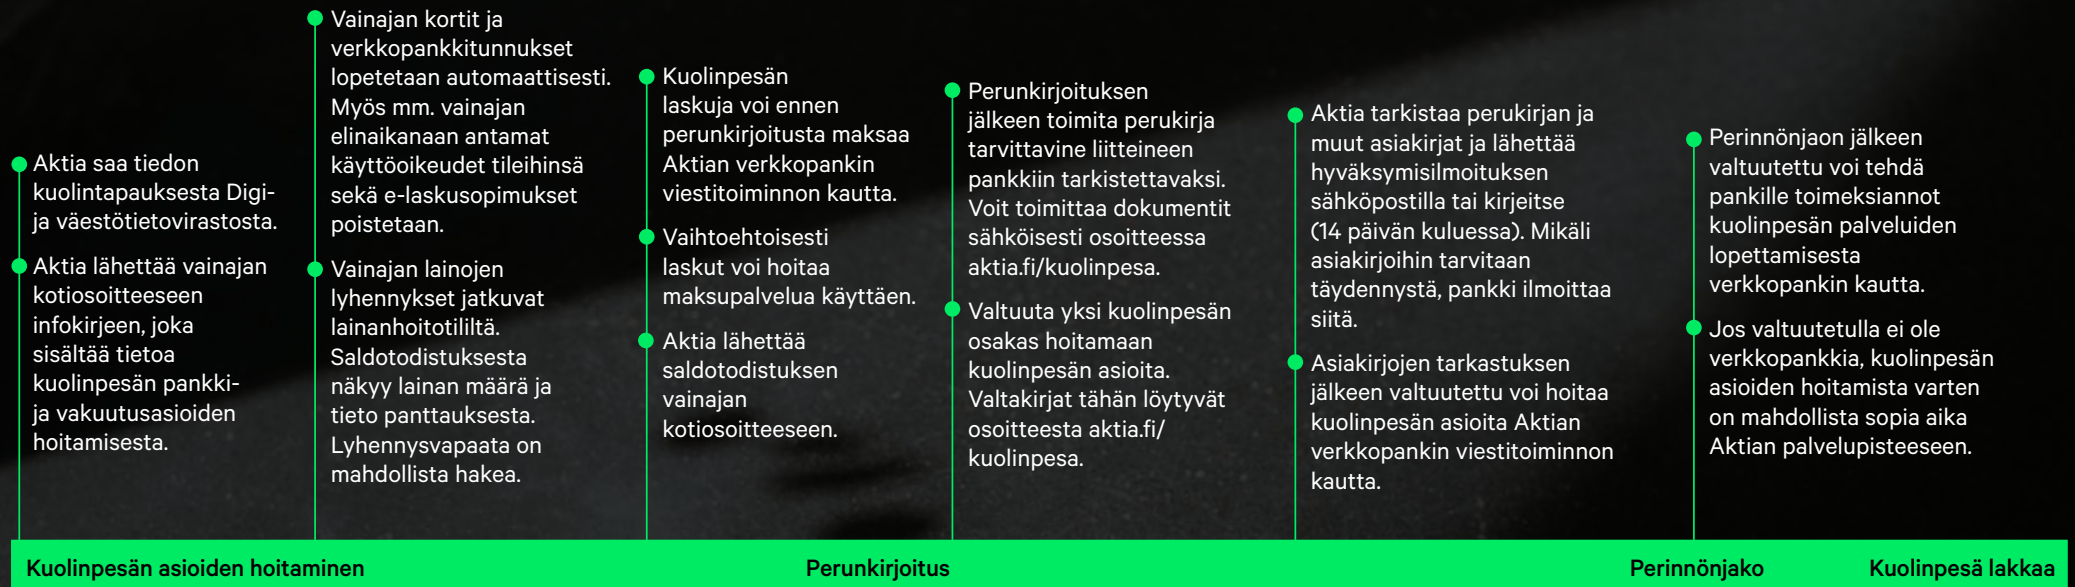 Aktia saa tiedon
kuolintapauksesta Digi-
ja väestötietovirastosta.
Aktia lähettää vainajan
kotiosoitteeseen
infokirjeen, joka
sisältää tietoa
kuolinpesän pankki-
ja vakuutusasioiden
hoitamisesta.
Vainajan kortit ja
verkkopankkitunnukset
lopetetaan automaattisesti.
Myös mm. vainajan
elinaikanaan antamat
käyttöoikeudet tileihinsä
sekä e-laskusopimukset
poistetaan.
Vainajan lainojen
lyhennykset jatkuvat
lainanhoitotililtä.
Saldotodistuksesta
näkyy lainan määrä ja
tieto panttauksesta.
Lyhennysvapaata on
mahdollista hakea.
Kuolinpesän
laskuja voi ennen
perunkirjoitusta maksaa
Aktian verkkopankin
viestitoiminnon kautta.
Vaihtoehtoisesti
laskut voi hoitaa
maksupalvelua käyttäen.
Aktia lähettää
saldotodistuksen
vainajan
kotiosoitteeseen.
Perunkirjoituksen
jälkeen toimita perukirja
tarvittavine liitteineen
pankkiin tarkistettavaksi.
Voit toimittaa dokumentit
sähköisesti osoitteessa
aktia.fi/kuolinpesa.
Valtuuta yksi kuolinpesän
osakas hoitamaan
kuolinpesän asioita.
Valtakirjat tähän löytyvät
osoitteesta aktia.fi/
kuolinpesa.
Aktia tarkistaa perukirjan ja
muut asiakirjat ja lähettää
hyväksymisilmoituksen
sähköpostilla tai kirjeitse
(14 päivän kuluessa). Mikäli
asiakirjoihin tarvitaan
täydennystä, pankki ilmoittaa
siitä.
Asiakirjojen tarkastuksen
jälkeen valtuutettu voi hoitaa
kuolinpesän asioita Aktian
verkkopankin viestitoiminnon
kautta.
Perinnönjaon jälkeen
valtuutettu voi tehdä
pankille toimeksiannot
kuolinpesän palveluiden
lopettamisesta
verkkopankin kautta.
Jos valtuutetulla ei ole
verkkopankkia, kuolinpesän
asioiden hoitamista varten
on mahdollista sopia aika
Aktian palvelupisteeseen.
Kuolinpesän asioiden hoitaminen
Perunkirjoitus
Perinnönjako
Kuolinpesä lakkaa